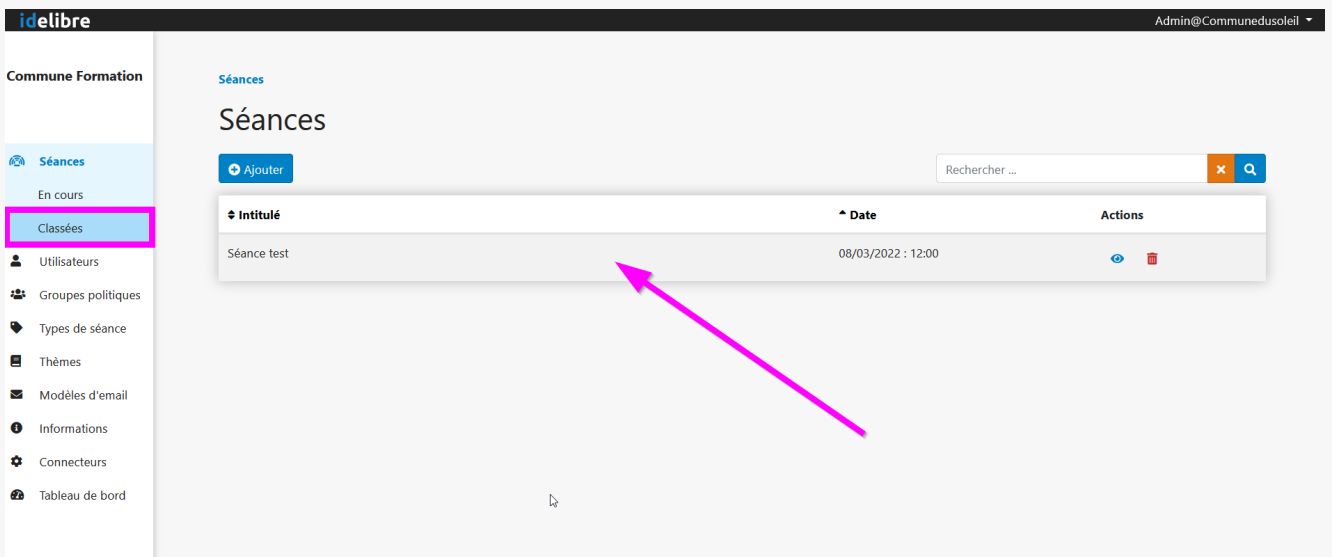 idelibre
Admin@Communedusoleil
Commune Formation
Séances
En cours
Classées
Utilisateurs
Groupes politiques
Types de séance
Thèmes
Modèles d'email
Informations
Connecteurs
Tableau de bord
Séances
Séances
Ajouter
Rechercher ...
Intitulé Date Actions
Séance test 08/03/2022 : 12:00